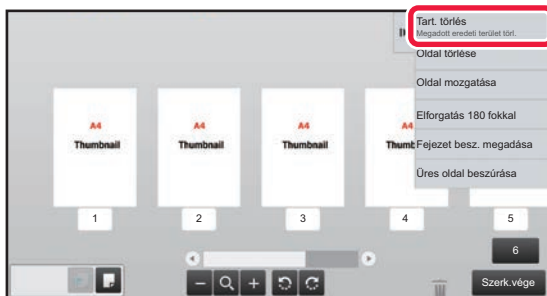 Tart. törlés
Megadott eredeti terület törl.
Oldal törlése
Oldal mozgatása
Elforgatás 180 fokkal
Fejezet besz. megadása
Üres oldal beszúrása
A4 A4 A4 A4
Thumbnail Thumbnail Thumbnail Thumb
1 2 3 4 5
6
Szerk.vége